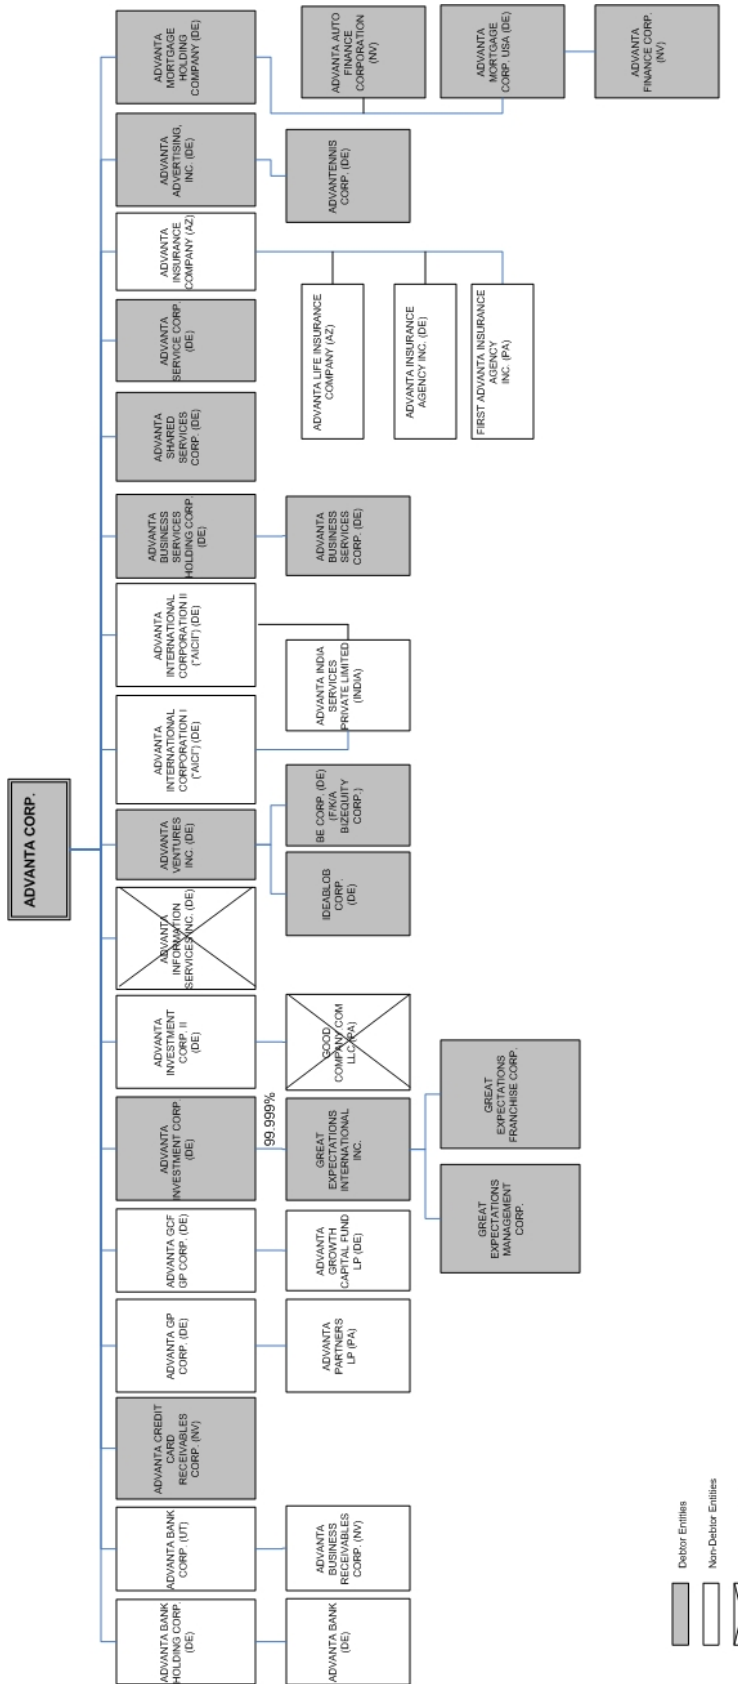 ADVANTA CORP.
ADVANTA BANK
HOLDING CORP.
(DE)
ADVANTA BANK
CORP. (UT)
ADVANTA CREDIT
CARD
RECEIVABLES
CORP. (NV)
ADVANTA GP
CORP. (DE)
ADVANTA GCF
GP CORP. (DE)
ADVANTA
INVESTMENT CORP.
(DE)
ADVANTA
INVESTMENT
CORP. II
(DE)
ADVANTA
INFORMATION
SERVICES INC. (DE)
ADVANTA
VENTURES
INC. (DE)
ADVANTA
INTERNATIONAL
CORPORATION I
("AICI") (DE)
ADVANTA
INTERNATIONAL
CORPORATION II
("AICII") (DE)
ADVANTA
BUSINESS
SERVICES
HOLDING CORP.
(DE)
ADVANTA
SHARED
SERVICES
CORP. (DE)
ADVANTA
SERVICE CORP.
(DE)
ADVANTA
INSURANCE
COMPANY (AZ)
ADVANTA
ADVERTISING,
INC. (DE)
ADVANTA
MORTGAGE
HOLDING
COMPANY (DE)
99.999%
ADVANTA BANK
(DE)
ADVANTA
BUSINESS
RECEIVABLES
CORP. (NV)
ADVANTA
PARTNERS
LP (PA)
ADVANTA
GROWTH
CAPITAL FUND
LP (DE)
GREAT
EXPECTATIONS
INTERNATIONAL
INC.
GOOD
COMPANY.COM
LLC (PA)
IDEABLOB
CORP.
(DE)
BE CORP. (DE)
(F/K/A
BIZEQUITY
CORP.)
ADVANTA INDIA
SERVICES
PRIVATE LIMITED
(INDIA)
ADVANTA
BUSINESS
SERVICES
CORP. (DE)
ADVANTA LIFE INSURANCE
COMPANY (AZ)
ADVANTA INSURANCE
AGENCY INC. (DE)
FIRST ADVANTA INSURANCE
AGENCY
INC. (PA)
ADVANTENNIS
CORP. (DE)
ADVANTA AUTO
FINANCE
CORPORATION
(NV)
ADVANTA
MORTGAGE
CORP. USA (DE)
ADVANTA
FINANCE CORP.
(NV)
GREAT
EXPECTATIONS
MANAGEMENT
CORP.
GREAT
EXPECTATIONS
FRANCHISE CORP.
Debtor Entities
Non-Debtor Entities